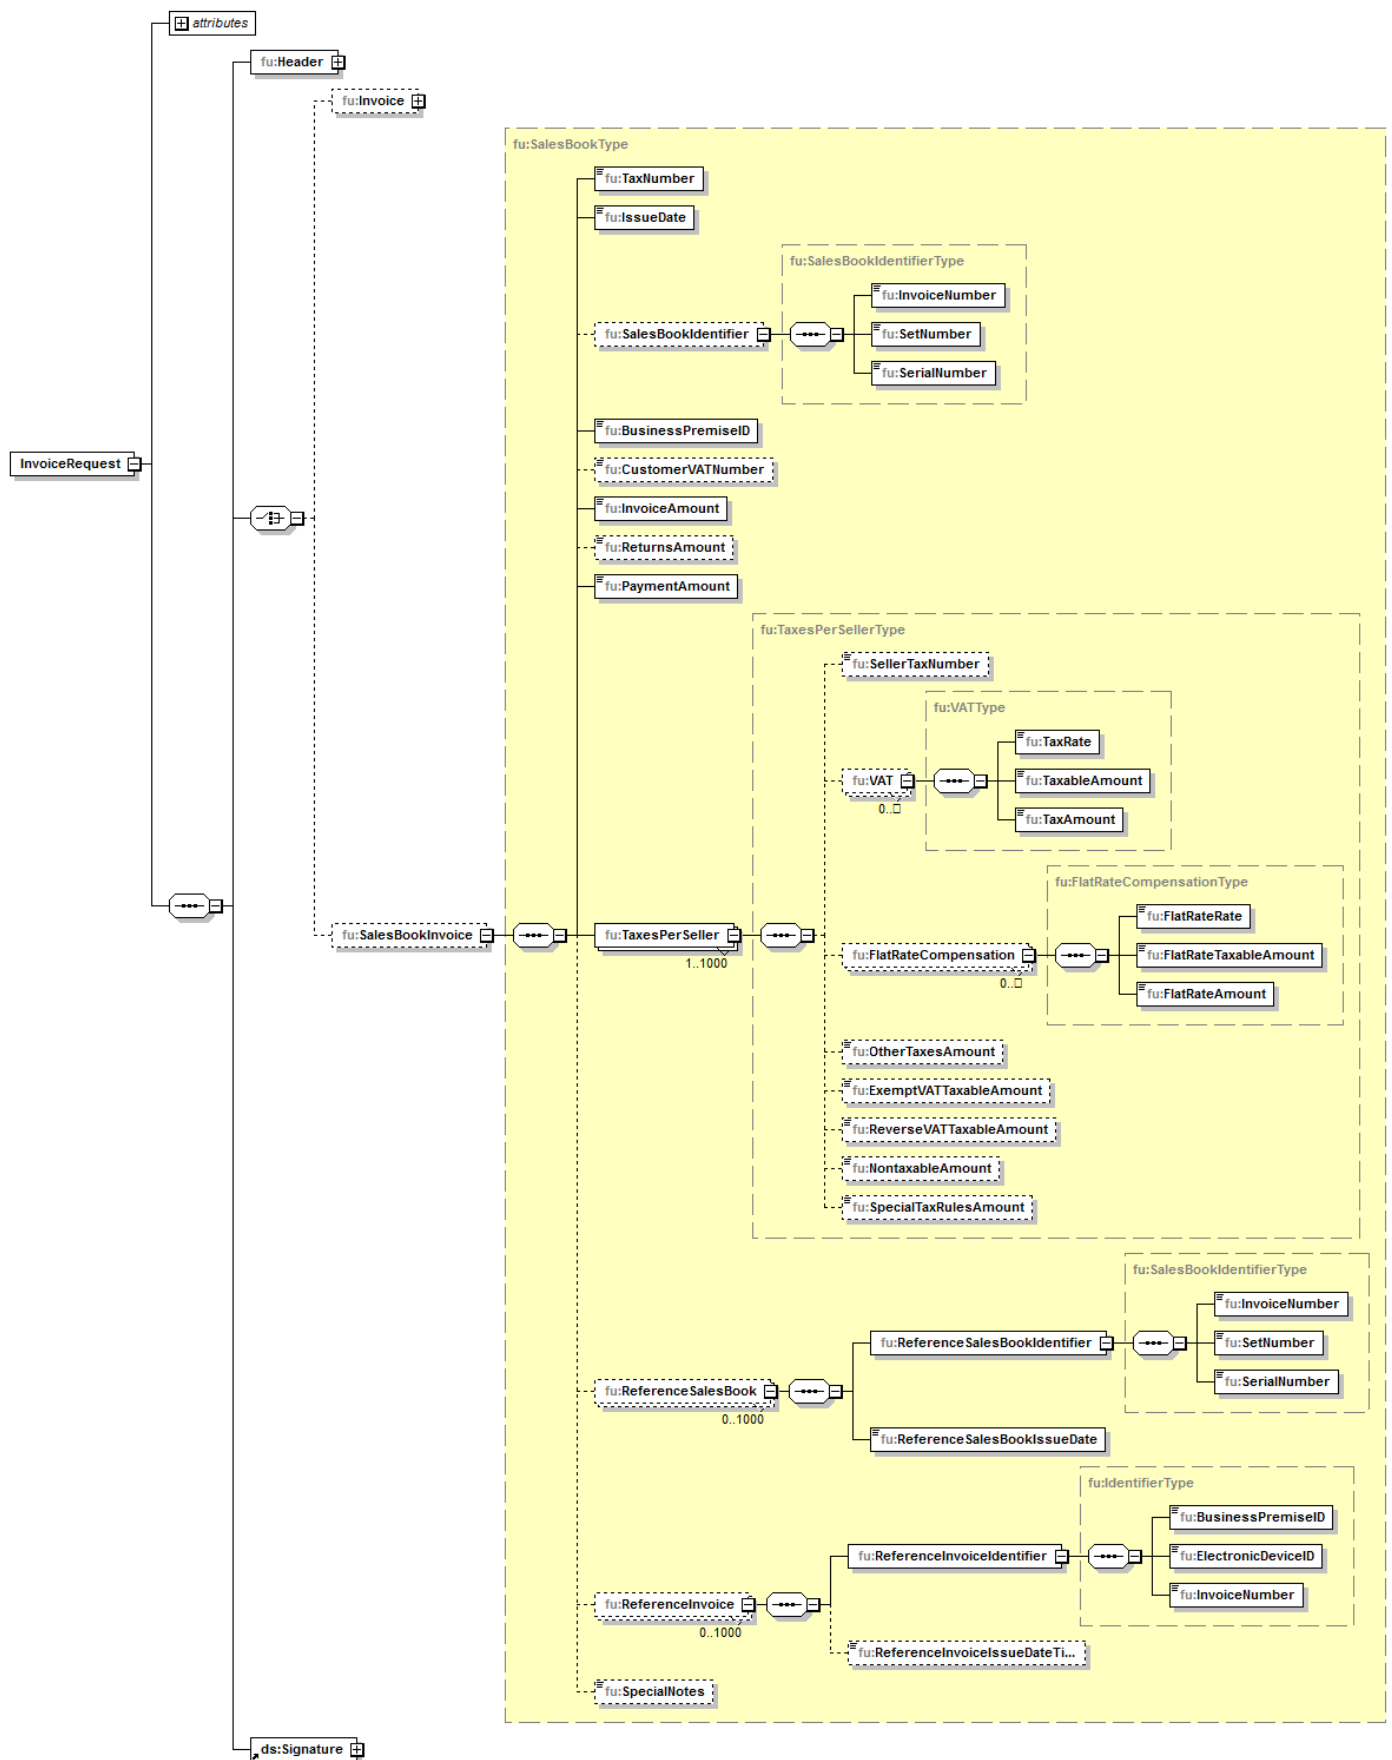 attributes
fu:Header
fu:Invoice
fu:SalesBookType
fu:TaxNumber
fu:IssueDate
fu:SalesBookIdentifierType
fu:InvoiceNumber
fu:SalesBookIdentifier
fu:SetNumber
fu:SerialNumber
fu:BusinessPremiseID
InvoiceRequest
fu:CustomerVATNumber
fu:InvoiceAmount
fu:ReturnsAmount
fu:PaymentAmount
fu:TaxesPerSellerType
fu:SellerTaxNumber
fu:VATType
fu:TaxRate
fu:VAT
fu:TaxableAmount
0..□
fu:TaxAmount
fu:FlatRateCompensationType
fu:FlatRateRate
fu:SalesBookInvoice
fu:TaxesPerSeller
1..1000
fu:FlatRateCompensation
fu:FlatRateTaxableAmount
0..□
fu:FlatRateAmount
fu:OtherTaxesAmount
fu:ExemptVATTaxableAmount
fu:ReverseVATTaxableAmount
fu:NontaxableAmount
fu:SpecialTaxRulesAmount
fu:SalesBookIdentifierType
fu:InvoiceNumber
fu:ReferenceSalesBookIdentifier
fu:SetNumber
fu:SerialNumber
fu:ReferenceSalesBook
0..1000
fu:ReferenceSalesBookIssueDate
fu:IdentifierType
fu:BusinessPremiseID
fu:ReferenceInvoiceIdentifier
fu:ElectronicDeviceID
fu:InvoiceNumber
fu:ReferenceInvoice
0..1000
fu:ReferenceInvoiceIssueDateTi...
fu:SpecialNotes
ds:Signature